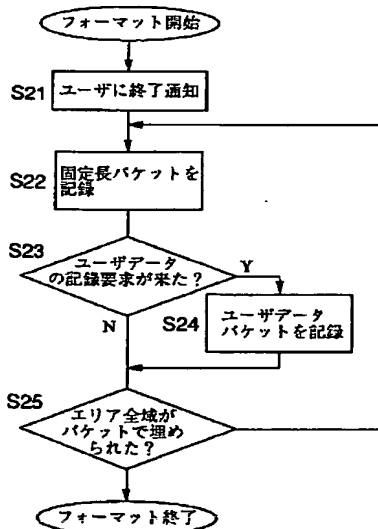 フォーマット開始
S21
ユーザに終了通知
S22
固定長パケットを
記録
S23
ユーザデータ
の記録要求が来た?
Y
N
S24
ユーザデータ
パケットを記録
S25
エリア全域が
パケットで埋め
られた?
フォーマット終了